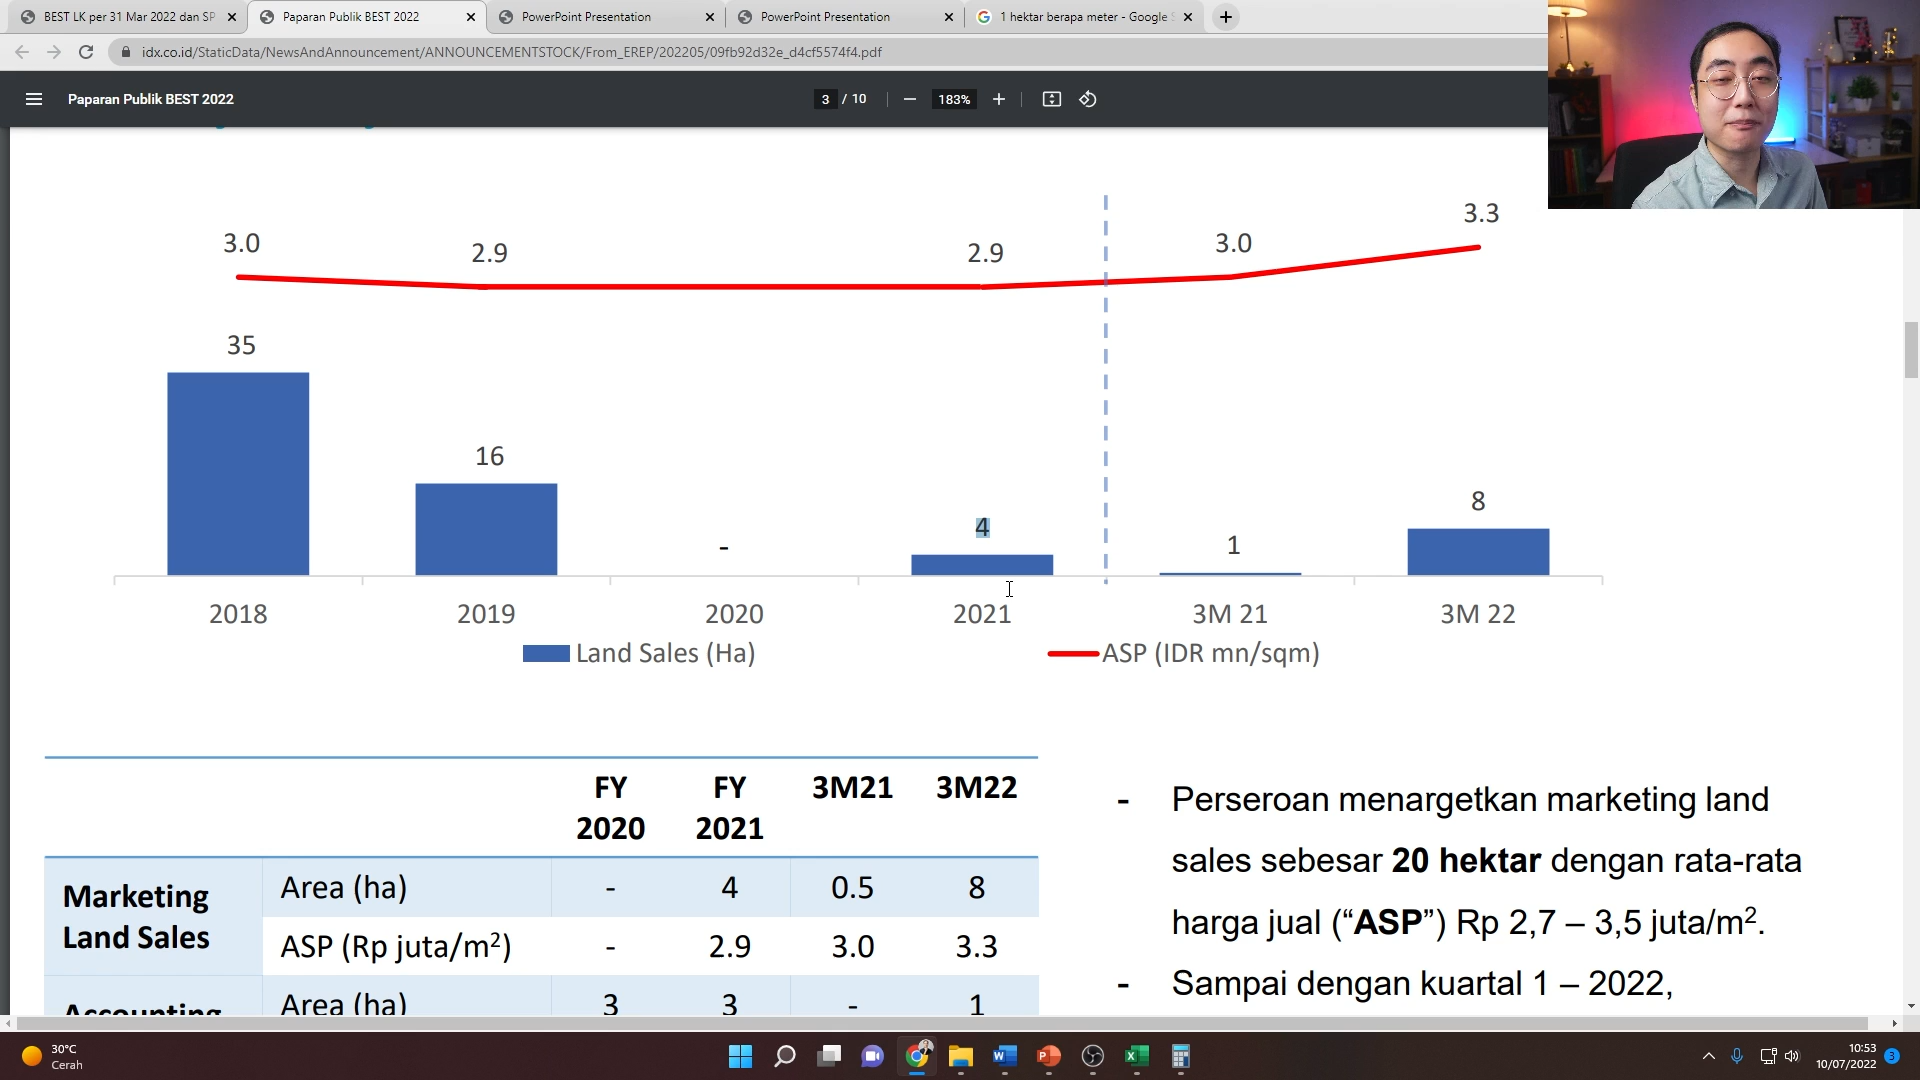 BEST LK per 31 Mar 2022 dan SP
Paparan Publik BEST 2022
PowerPoint Presentation
PowerPoint Presentation
1 hektar berapa meter - Google S
idx.co.id/StaticData/NewsAndAnnouncement/ANNOUNCEMENTSTOCK/From_EREP/202205/09fb92d32e_d4cf5574f4.pdf
Paparan Publik BEST 2022
3 / 10
183%
3.0
2.9
2.9
3.0
3.3
35
16
-
4
1
8
2018
2019
2020
2021
3M 21
3M 22
Land Sales (Ha)
ASP (IDR mn/sqm)
FY 2020
FY 2021
3M21
3M22
Marketing Land Sales
Area (ha) - 4 0.5 8
ASP (Rp juta/m²) - 2.9 3.0 3.3
Accounting
Area (ha) 3 3 - 1
- Perseroan menargetkan marketing land
sales sebesar 20 hektar dengan rata-rata
harga jual (“ASP”) Rp 2,7 – 3,5 juta/m².
- Sampai dengan kuartal 1 – 2022,
30°C
Cerah
10:53
10/07/2022
3